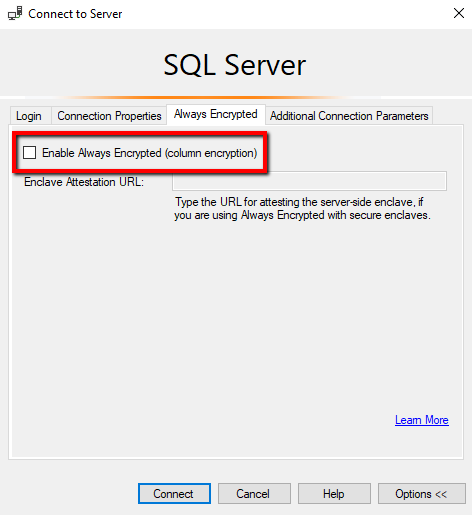 Connect to Server
SQL Server
Login Connection Properties Always Encrypted Additional Connection Parameters
Enable Always Encrypted (column encryption)
Enclave Attestation URL:
Type the URL for attesting the server-side enclave, if
you are using Always Encrypted with secure enclaves.
Learn More
Connect Cancel Help Options <<